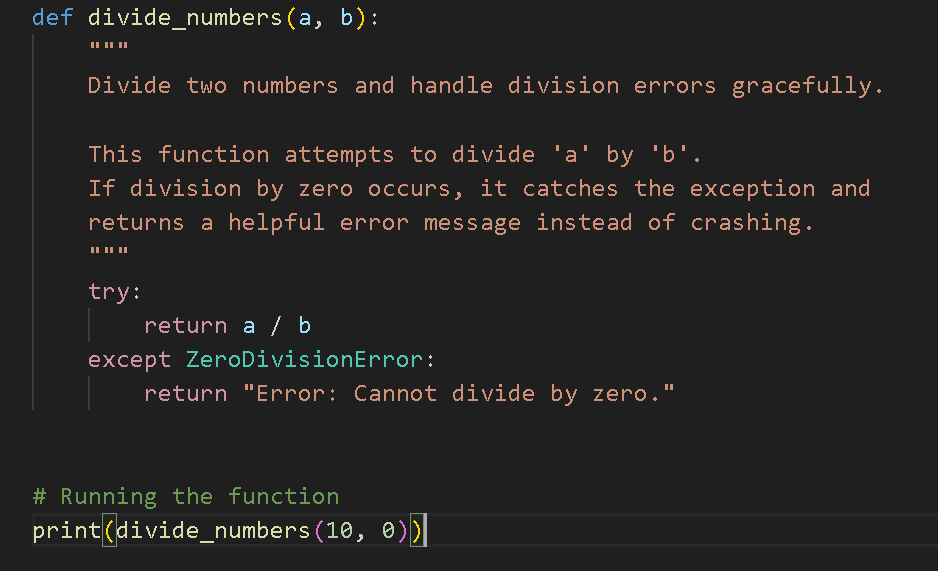 def divide_numbers(a, b):
    """
    Divide two numbers and handle division errors gracefully.

    This function attempts to divide 'a' by 'b'.
    If division by zero occurs, it catches the exception and
    returns a helpful error message instead of crashing.
    """
    try:
        return a / b
    except ZeroDivisionError:
        return "Error: Cannot divide by zero."


# Running the function
print(divide_numbers(10, 0))